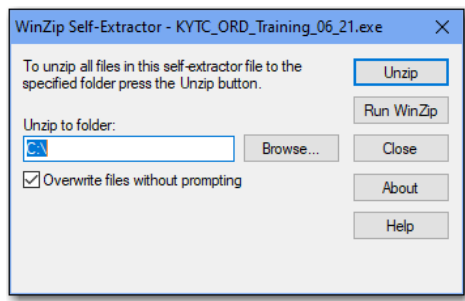 WinZip Self-Extractor - KYTC_ORD_Training_06_21.exe
To unzip all files in this self-extractor file to the
specified folder press the Unzip button.
Unzip to folder:
C:\
Browse...
Overwrite files without prompting
Unzip
Run WinZip
Close
About
Help